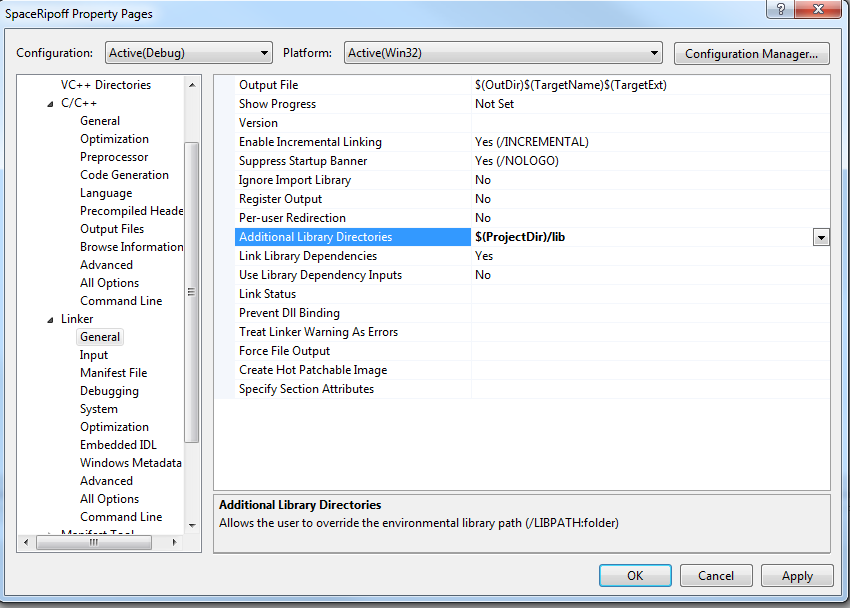 SpaceRipoff Property Pages
?
Configuration: Active(Debug) Platform: Active(Win32) Configuration Manager...
VC++ Directories
C/C++
General
Optimization
Preprocessor
Code Generation
Language
Precompiled Heade
Output Files
Browse Information
Advanced
All Options
Command Line
Linker
General
Input
Manifest File
Debugging
System
Optimization
Embedded IDL
Windows Metadata
Advanced
All Options
Command Line
Manifest Tool
Output File $(OutDir)$(TargetName)$(TargetExt)
Show Progress Not Set
Version
Enable Incremental Linking Yes (/INCREMENTAL)
Suppress Startup Banner Yes (/NOLOGO)
Ignore Import Library No
Register Output No
Per-user Redirection No
Additional Library Directories $(ProjectDir)/lib
Link Library Dependencies Yes
Use Library Dependency Inputs No
Link Status
Prevent Dll Binding
Treat Linker Warning As Errors
Force File Output
Create Hot Patchable Image
Specify Section Attributes
Additional Library Directories
Allows the user to override the environmental library path (/LIBPATH:folder)
OK Cancel Apply